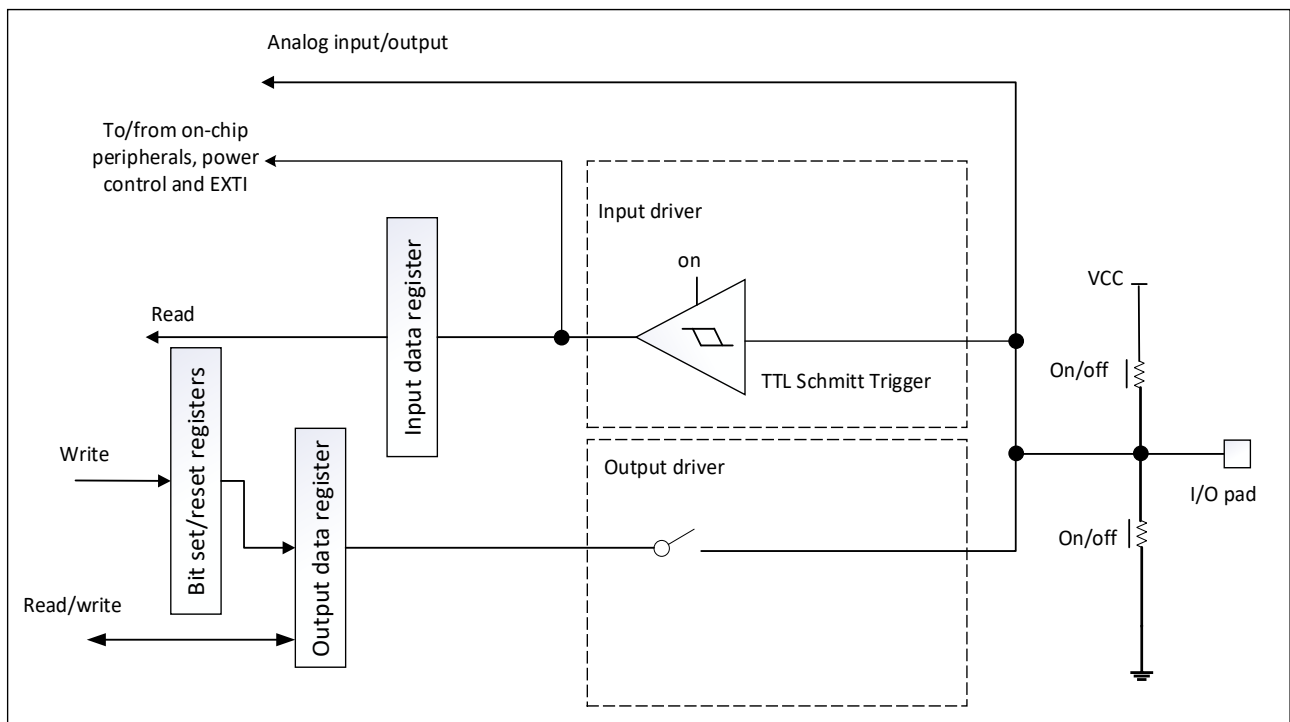 Analog input/output
To/from on-chip
peripherals, power
control and EXTI
Input driver
on
VCC
Input data register
Read
On/off
TTL Schmitt Trigger
Bit set/reset registers
Write
Output data register
Output driver
I/O pad
On/off
Read/write